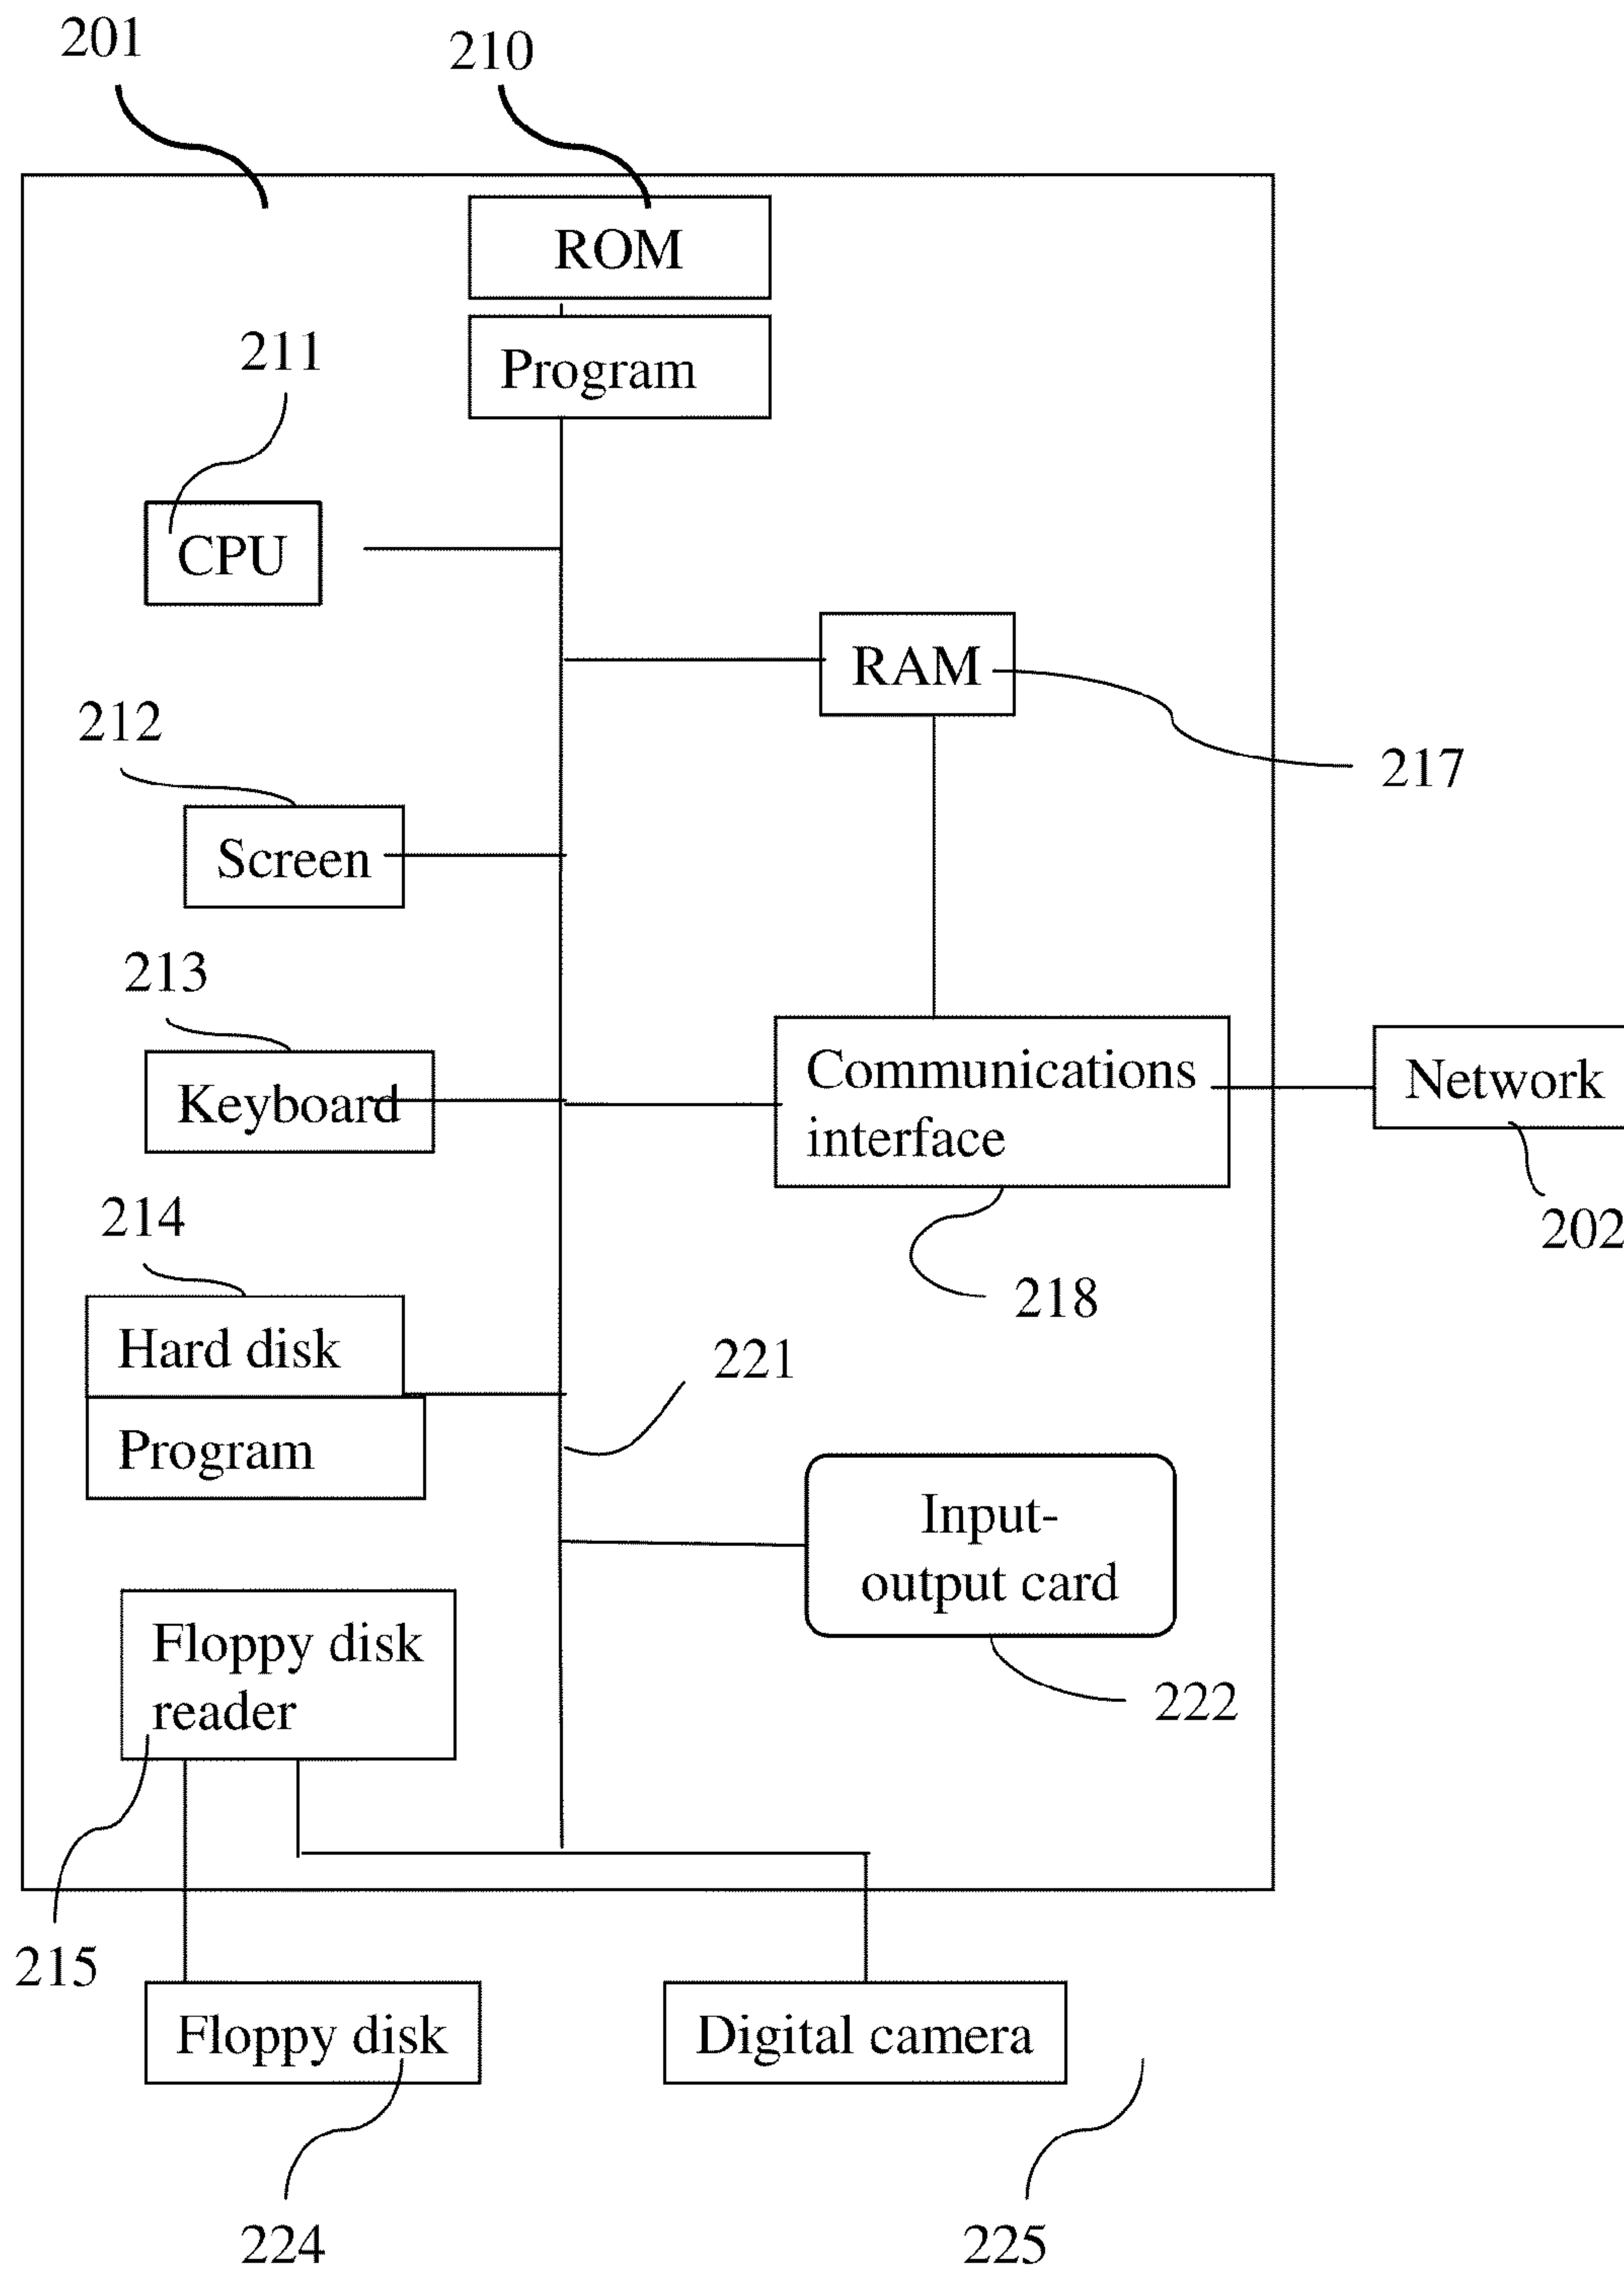 201
210
ROM
Program
211
CPU
RAM
212
217
Screen
213
Communications
interface
Network
Keyboard
202
214
218
Hard disk
221
Program
Input-
output card
Floppy disk
reader
222
215
Floppy disk
Digital camera
224
225